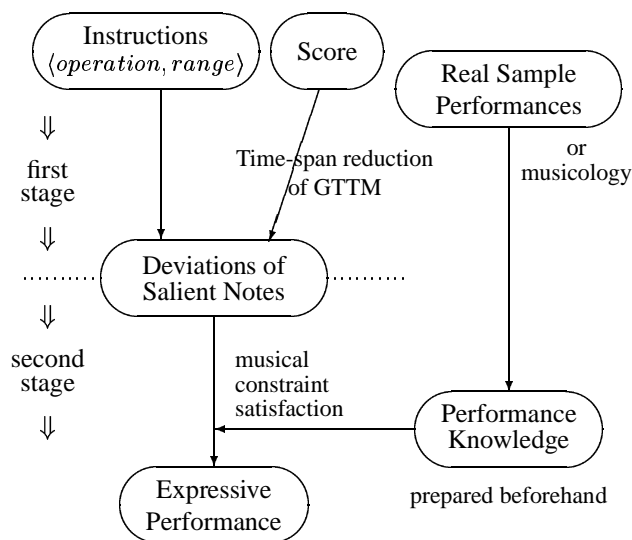 Instructions
⟨operation, range⟩
Score
Real Sample
Performances
⇓
first
stage
⇓
Time-span reduction
of GTTM
or
musicology
Deviations of
Salient Notes
⇓
second
stage
⇓
musical
constraint
satisfaction
Performance
Knowledge
prepared beforehand
Expressive
Performance